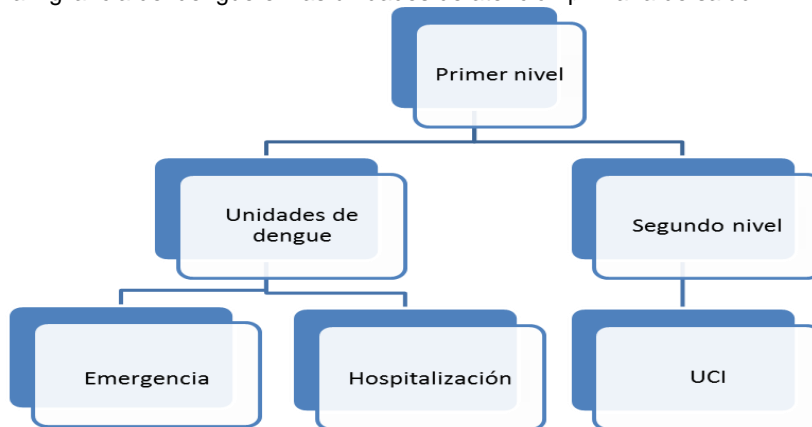 Primer nivel
Unidades de
dengue
Segundo nivel
Emergencia
Hospitalización
UCI